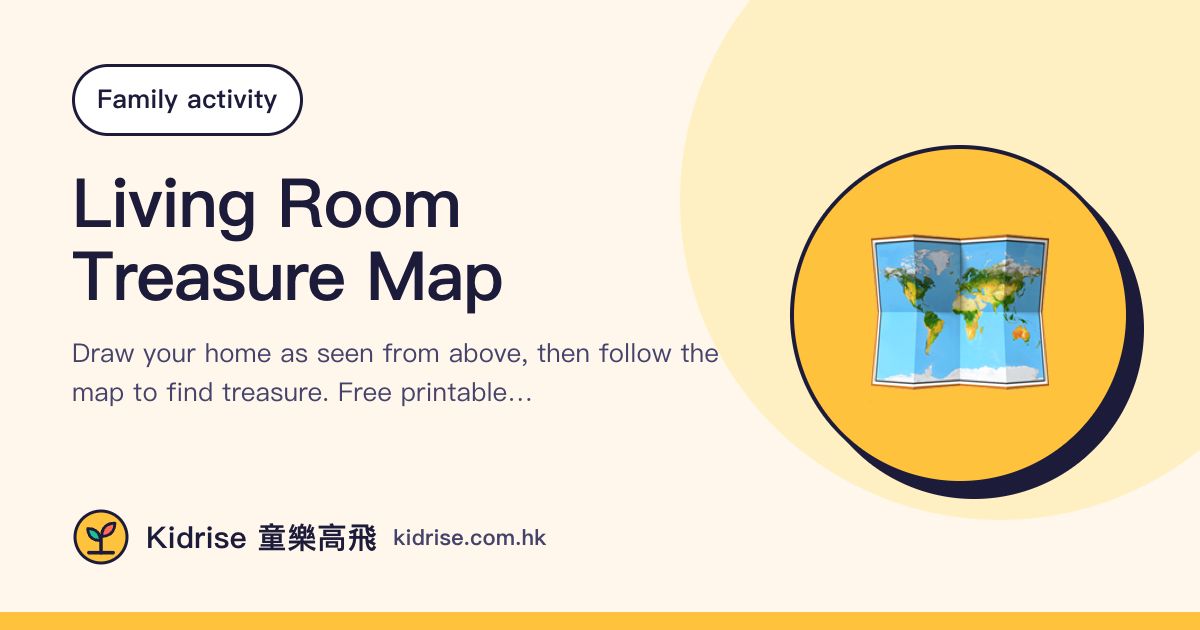 Family activity
Living Room
Treasure Map
Draw your home as seen from above, then follow the
map to find treasure. Free printable…
Kidrise 童樂高飛 kidrise.com.hk